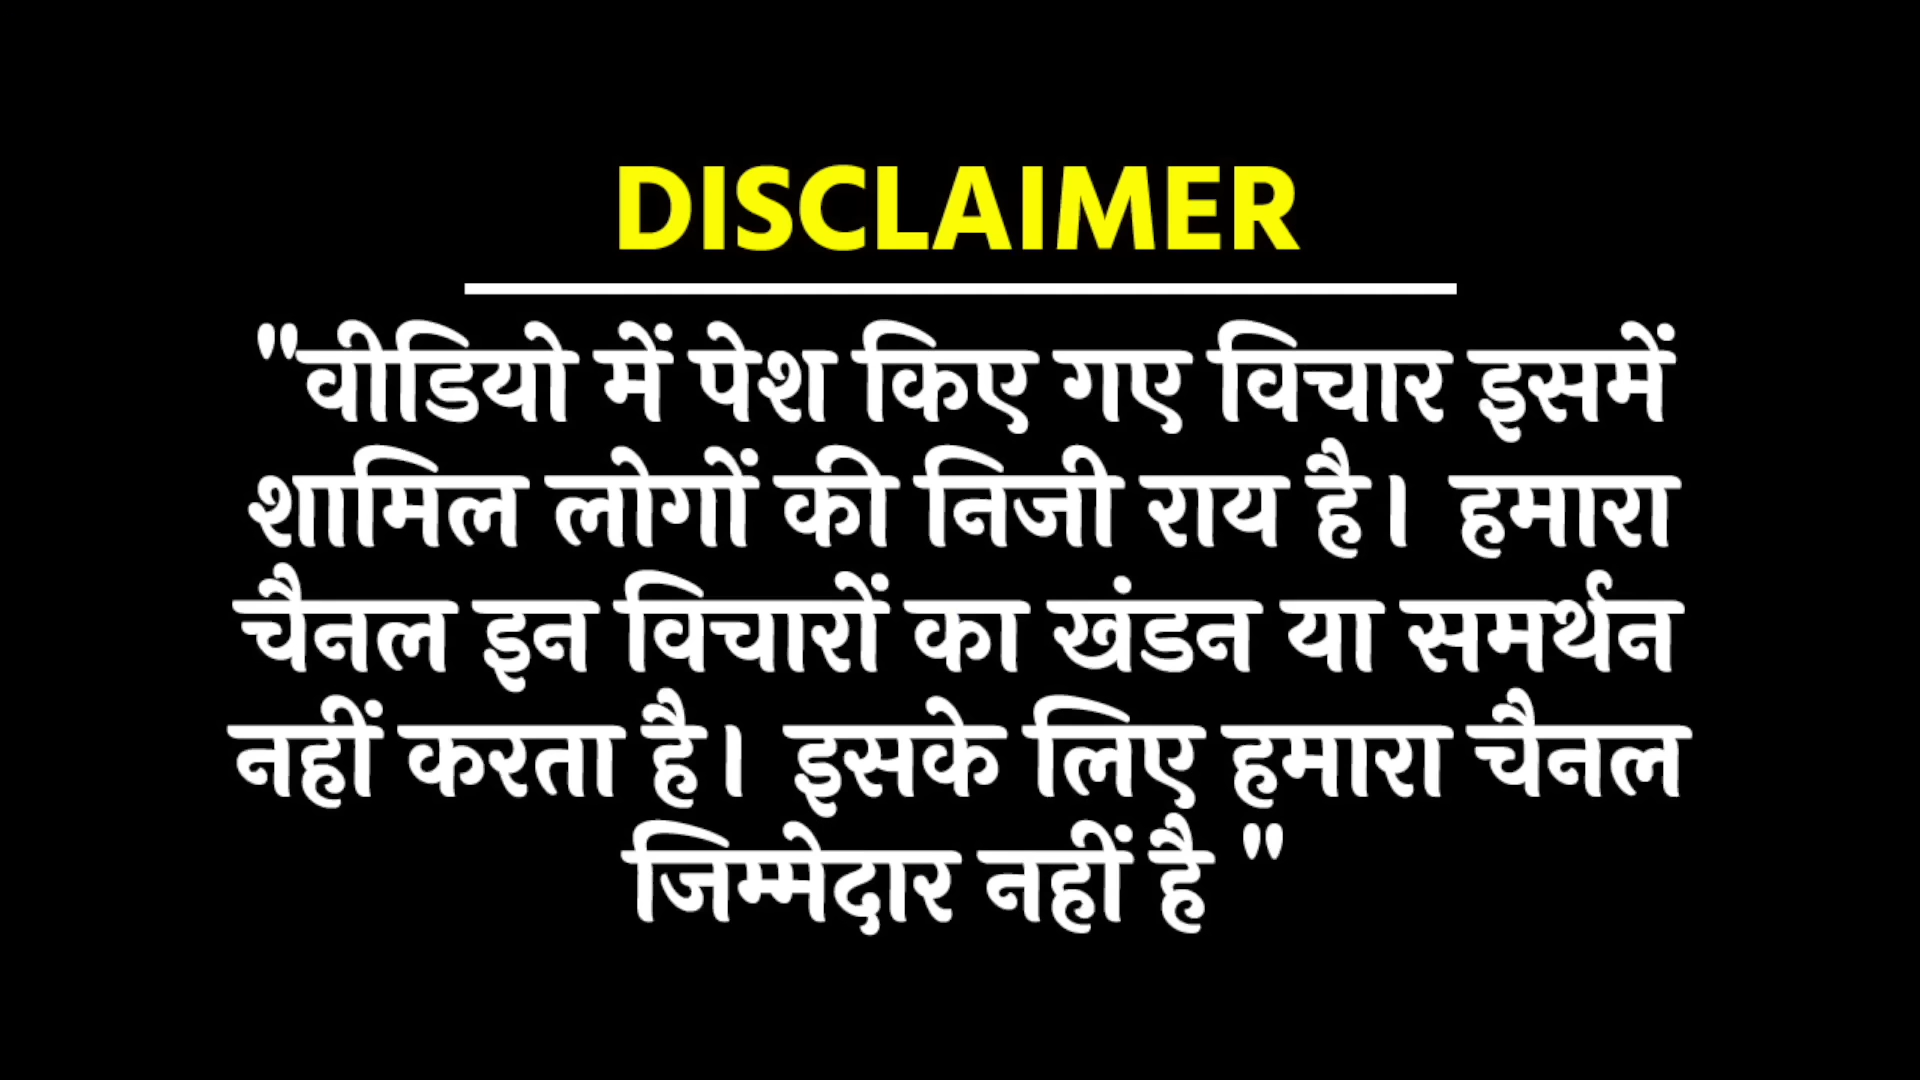 DISCLAIMER
"वीडियो में पेश किए गए विचार इसमें
शामिल लोगों की निजी राय है। हमारा
चैनल इन विचारों का खंडन या समर्थन
नहीं करता है। इसके लिए हमारा चैनल
जिम्मेदार नहीं है "